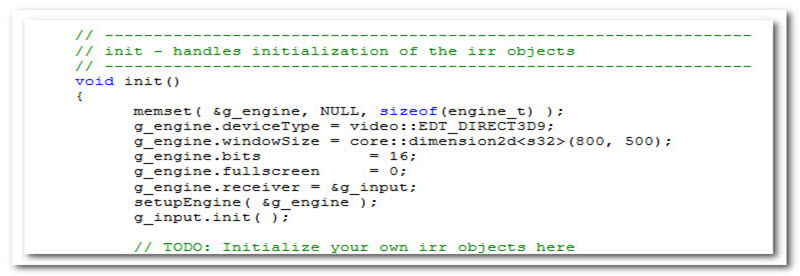 // -----------------------------------------------------------------
// init - handles initialization of the irr objects
// -----------------------------------------------------------------
void init()
{
memset( &g_engine, NULL, sizeof(engine_t) );
g_engine.deviceType = video::EDT_DIRECT3D9;
g_engine.windowSize = core::dimension2d<s32>(800, 500);
g_engine.bits = 16;
g_engine.fullscreen = 0;
g_engine.receiver = &g_input;
setupEngine( &g_engine );
g_input.init( );
// TODO: Initialize your own irr objects here